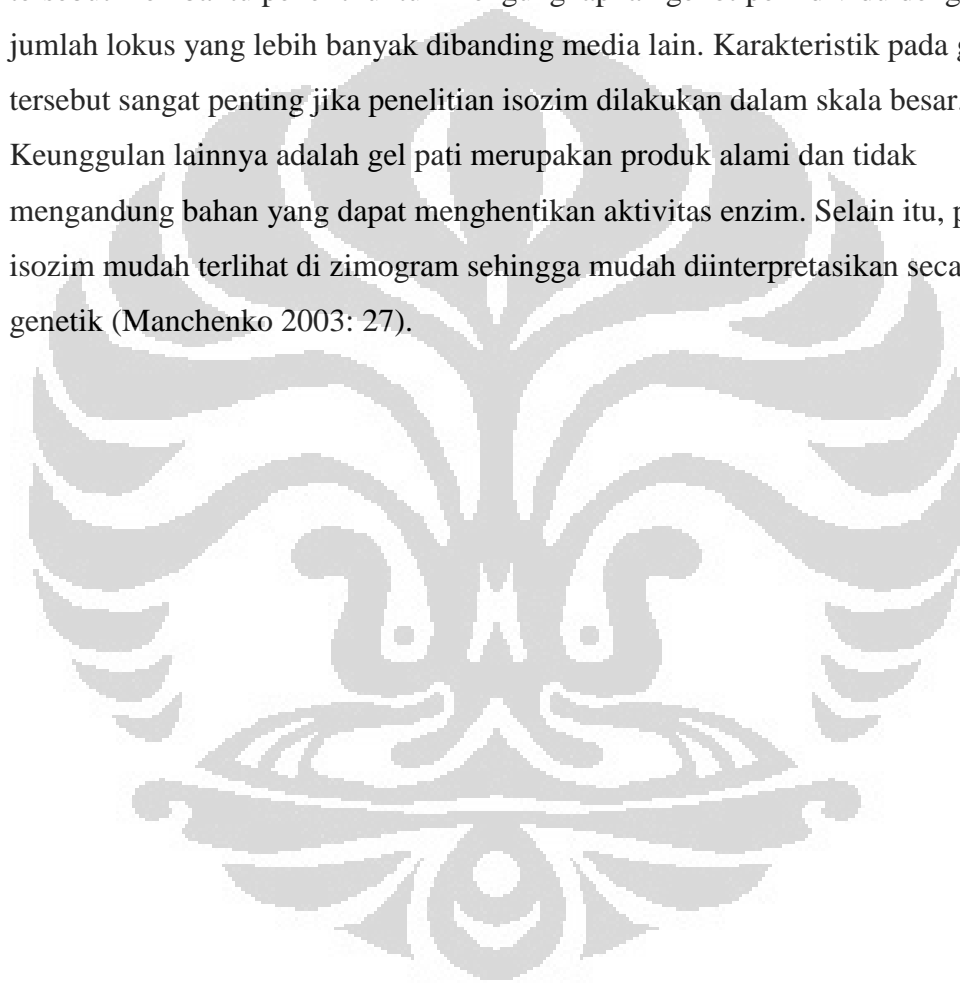 jumlah lokus yang lebih banyak dibanding media lain. Karakteristik pada
tersebut sangat penting jika penelitian isozim dilakukan dalam skala besar.
Keunggulan lainnya adalah gel pati merupakan produk alami dan tidak
mengandung bahan yang dapat menghentikan aktivitas enzim. Selain itu,
isozim mudah terlihat di zimogram sehingga mudah diinterpretasikan
genetik (Manchenko 2003: 27).